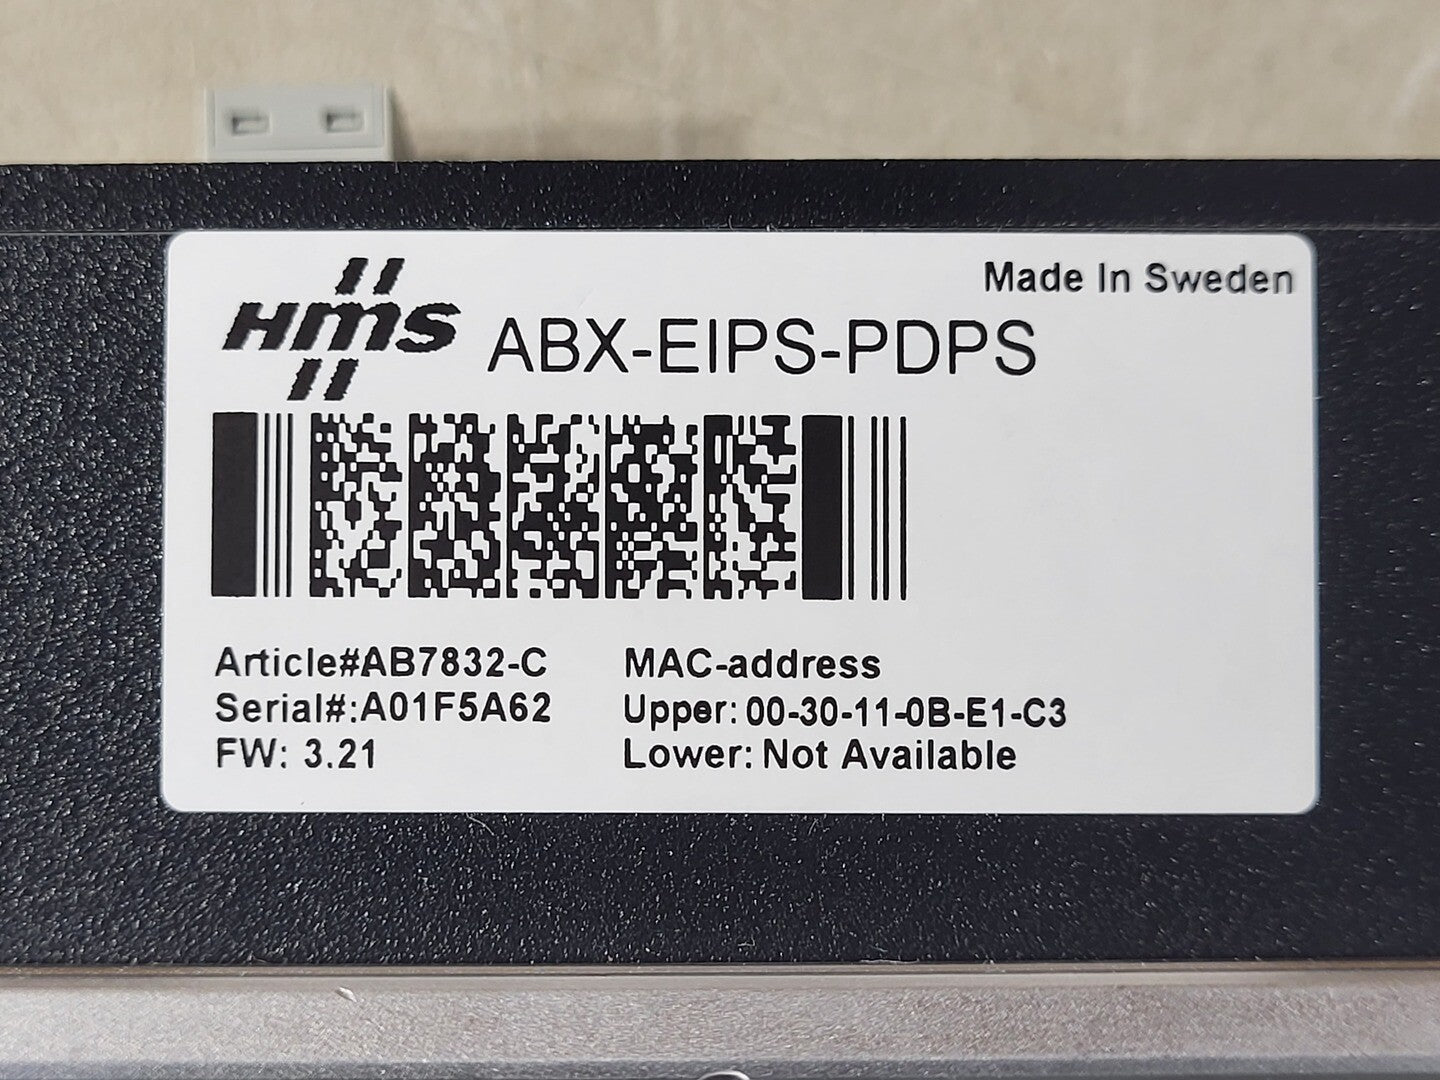 Made In Sweden
HMS
ABX-EIPS-PDPS
Article#AB7832-C
Serial#:A01F5A62
FW: 3.21
MAC-address
Upper: 00-30-11-0B-E1-C3
Lower: Not Available